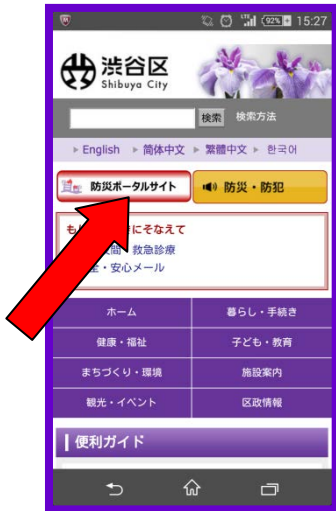 LTE 92% 15:27
渋谷区
Shibuya City
検索 検索方法
English 简体中文 繁體中文 한국어
防災ポータルサイト 防災・防犯
にそなえて
・救急診療
・安心メール
ホーム 暮らし・手続き
健康・福祉 子ども・教育
まちづくり・環境 施設案内
観光・イベント 区政情報
便利ガイド